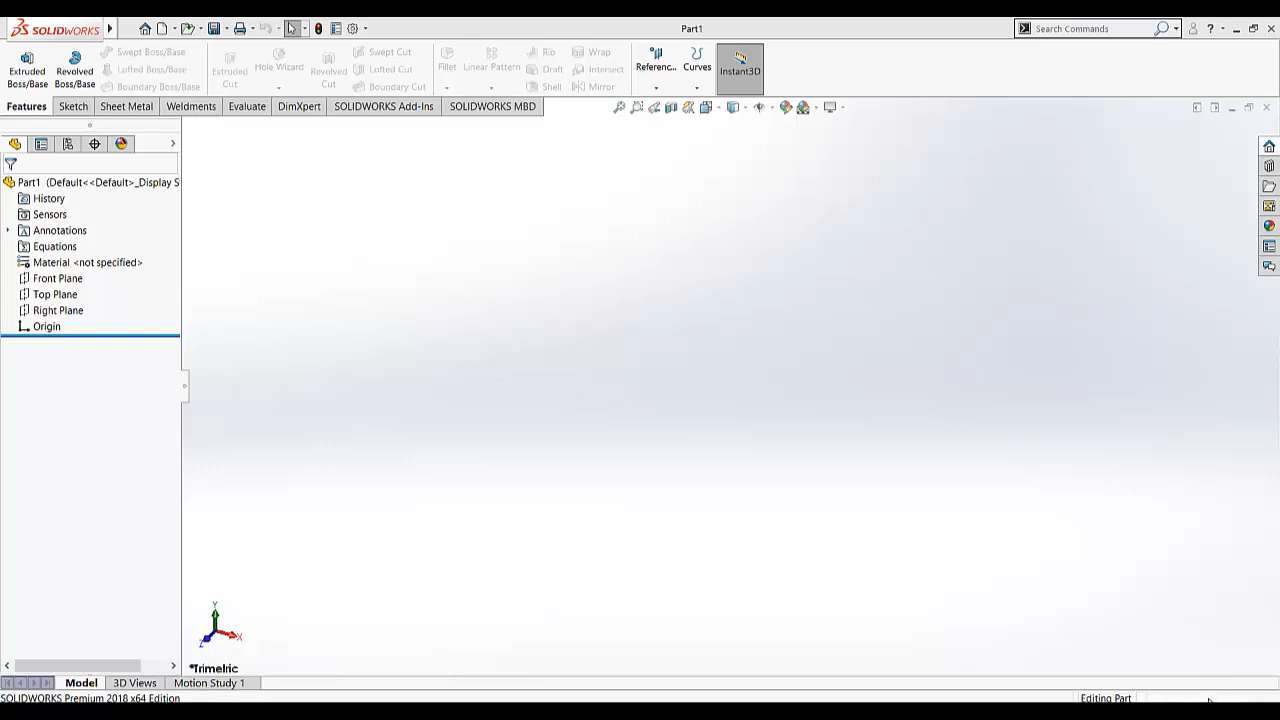 SOLIDWORKS
Part1
Search Commands
Extruded Boss/Base
Revolved Boss/Base
Swept Boss/Base
Lofted Boss/Base
Boundary Boss/Base
Extruded Cut
Hole Wizard
Revolved Cut
Swept Cut
Lofted Cut
Boundary Cut
Fillet
Linear Pattern
Rib
Draft
Shell
Wrap
Intersect
Mirror
Referenc...
Curves
Instant3D
Features Sketch Sheet Metal Weldments Evaluate DimXpert SOLIDWORKS Add-Ins SOLIDWORKS MBD
Part1 (Default<<Default>_Display S
History
Sensors
Annotations
Equations
Material <not specified>
Front Plane
Top Plane
Right Plane
Origin
Y
X
Z
*Trimetric
Model 3D Views Motion Study 1
SOLIDWORKS Premium 2018 x64 Edition
Editing Part